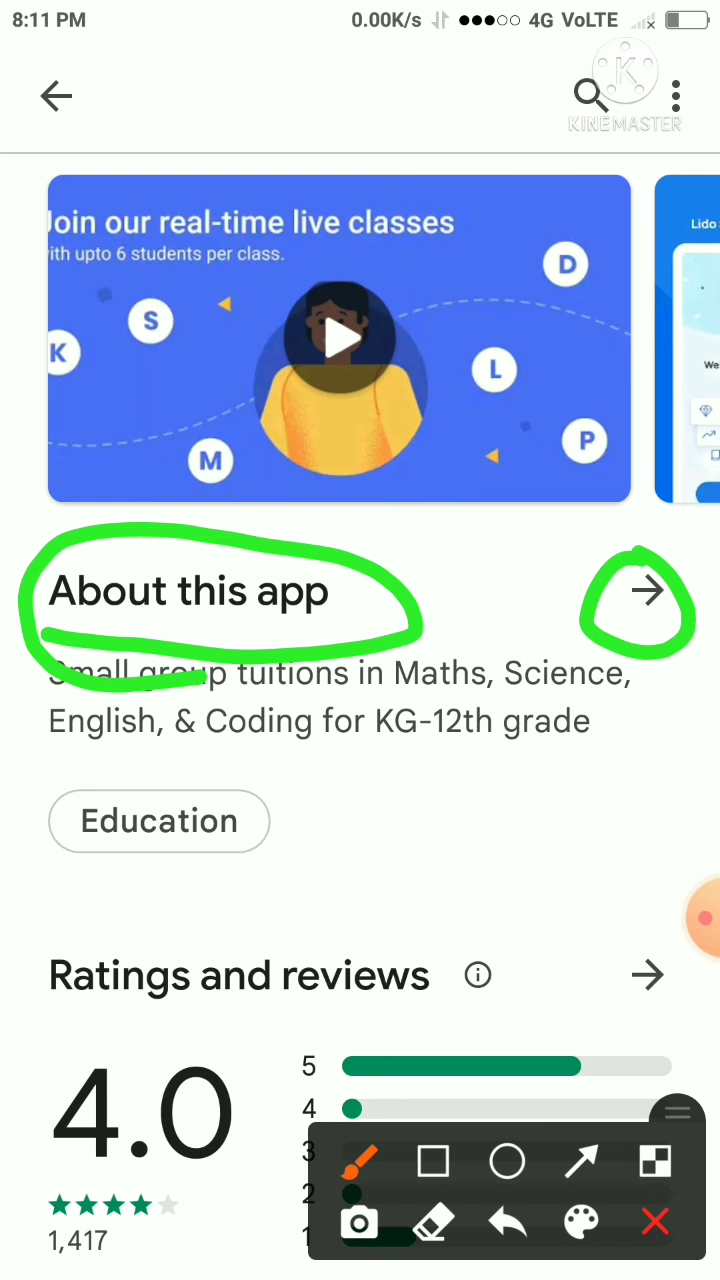 8:11 PM 0.00K/s 4G VoLTE
K
KINEMASTER
Join our real-time live classes
with upto 6 students per class.
Lido
D
S
K
L
We
M
P
About this app
Small group tuitions in Maths, Science,
English, & Coding for KG-12th grade
Education
Ratings and reviews
4.0
5
4
3
2
1
1,417